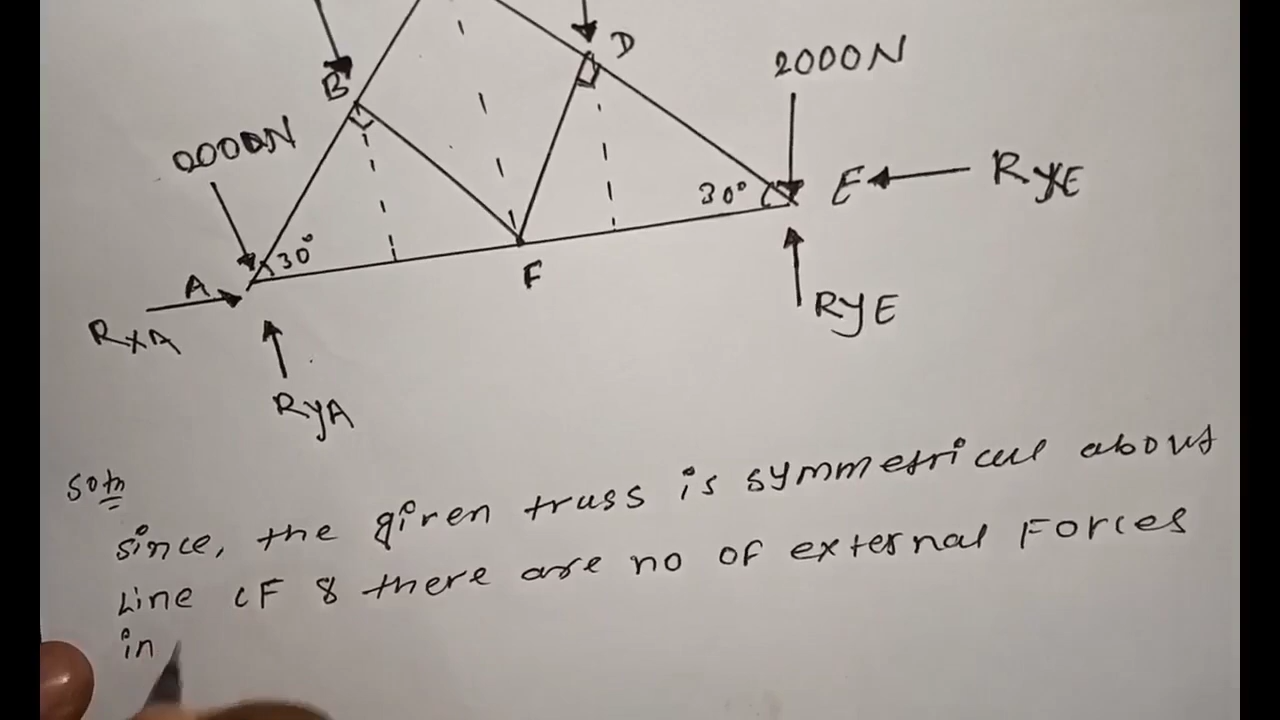 D
2000N
B
2000N
30°
E
RxE
30°
A
F
RxA
RyE
RyA
Soln
since, the given truss is symmetrical about
Line CF & there are no of external Forces
in